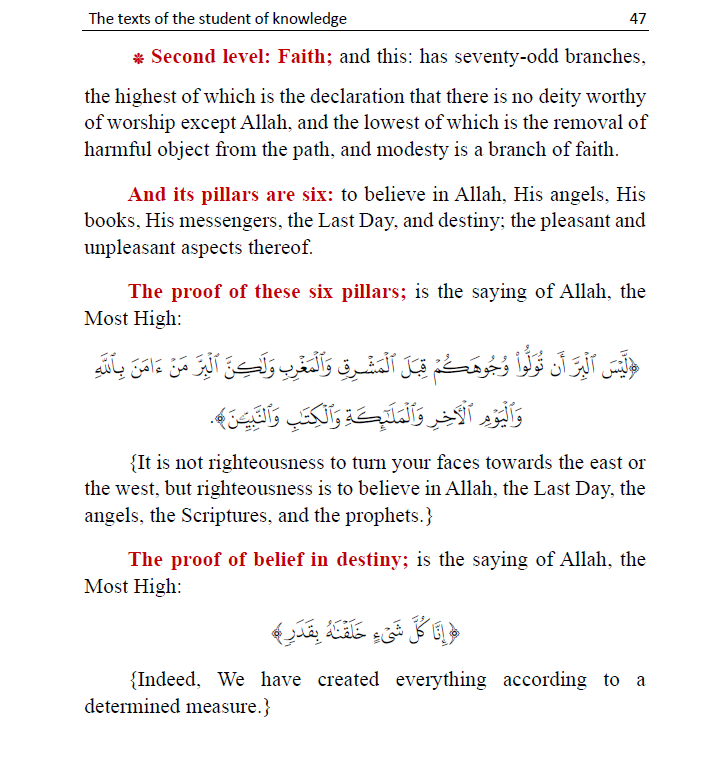 The texts of the student of knowledge 47
❃ Second level: Faith; and this: has seventy-odd branches,
the highest of which is the declaration that there is no deity worthy
of worship except Allah, and the lowest of which is the removal of
harmful object from the path, and modesty is a branch of faith.
And its pillars are six: to believe in Allah, His angels, His
books, His messengers, the Last Day, and destiny; the pleasant and
unpleasant aspects thereof.
The proof of these six pillars; is the saying of Allah, the
Most High:
﴿لَّيْسَ ٱلْبِرَّ أَن تُوَلُّوا۟ وُجُوهَكُمْ قِبَلَ ٱلْمَشْرِقِ وَٱلْمَغْرِبِ وَلَٰكِنَّ ٱلْبِرَّ مَنْ ءَامَنَ بِٱللَّهِ
وَٱلْيَوْمِ ٱلْأَخِرِ وَٱلْمَلَٰٓئِكَةِ وَٱلْكِتَٰبِ وَٱلنَّبِيِّۦنَ﴾.
{It is not righteousness to turn your faces towards the east or
the west, but righteousness is to believe in Allah, the Last Day, the
angels, the Scriptures, and the prophets.}
The proof of belief in destiny; is the saying of Allah, the
Most High:
﴿إِنَّا كُلَّ شَىْءٍ خَلَقْنَٰهُ بِقَدَرٍ﴾
{Indeed, We have created everything according to a
determined measure.}